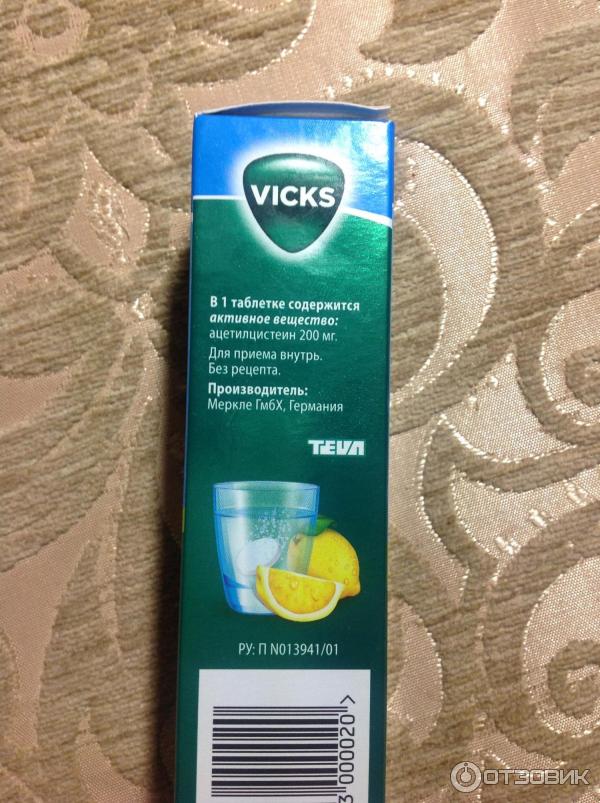 VICKS
В 1 таблетке содержится
активное вещество:
ацетилцистеин 200 мг.
Для приема внутрь.
Без рецепта.
Производитель:
Меркле ГмбХ, Германия
TEVA
РУ: П N013941/01
3 000020 >
ОТЗОВИК